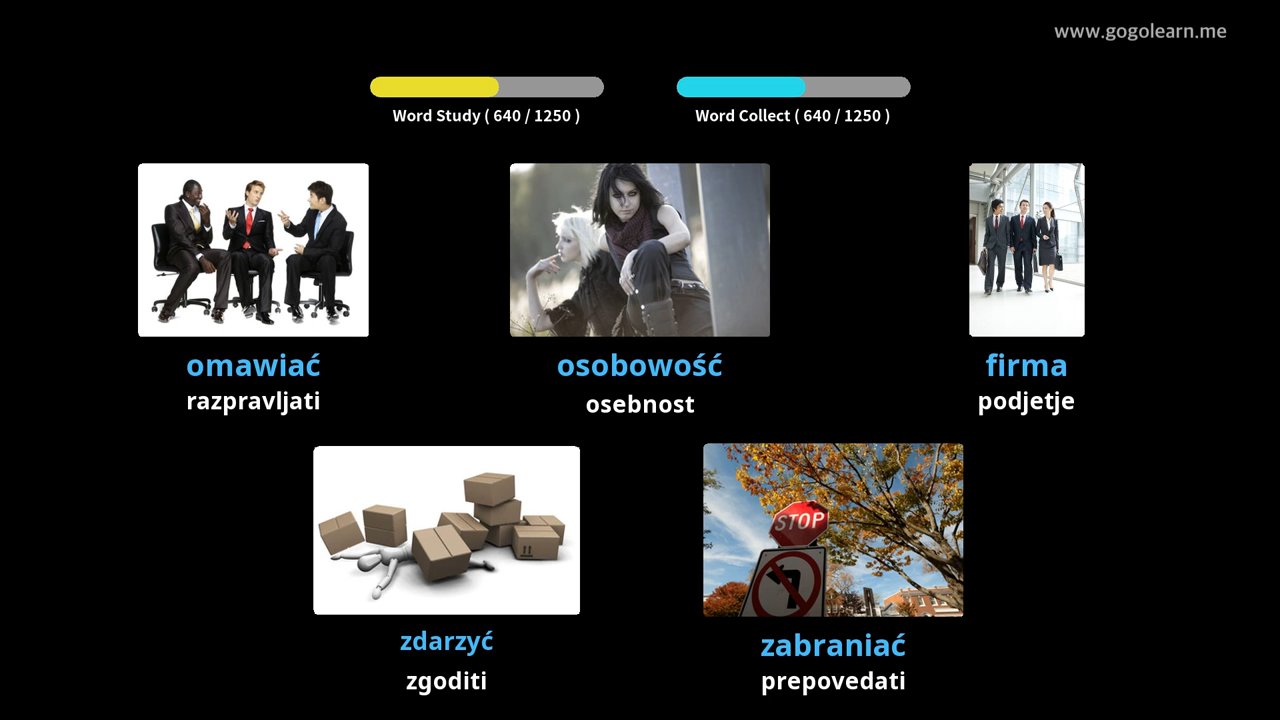 www.gogolearn.me
Word Study ( 640 / 1250 )
Word Collect ( 640 / 1250 )
omawiać
razpravljati
osobowość
osebnost
firma
podjetje
STOP
zdarzyć
zgoditi
zabraniać
prepovedati